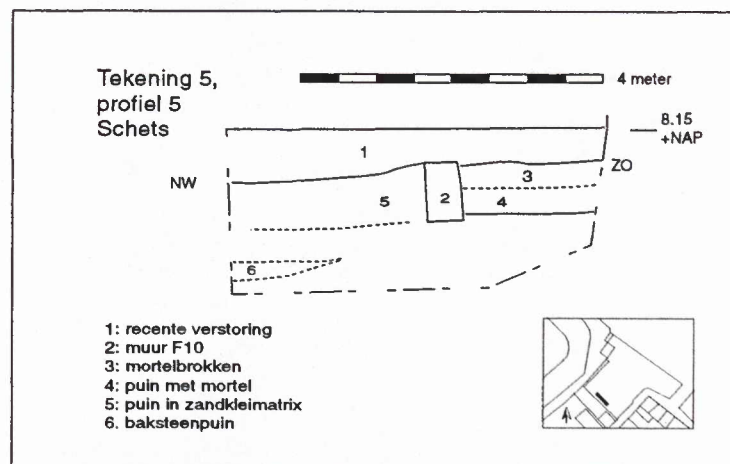 Tekening 5,
profiel 5
Schets
4 meter
8.15
+NAP
NW
ZO
1
2
3
4
5
6
1: recente verstoring
2: muur F10
3: mortelbrokken
4: puin met mortel
5: puin in zandkleimatrix
6. baksteenpuin